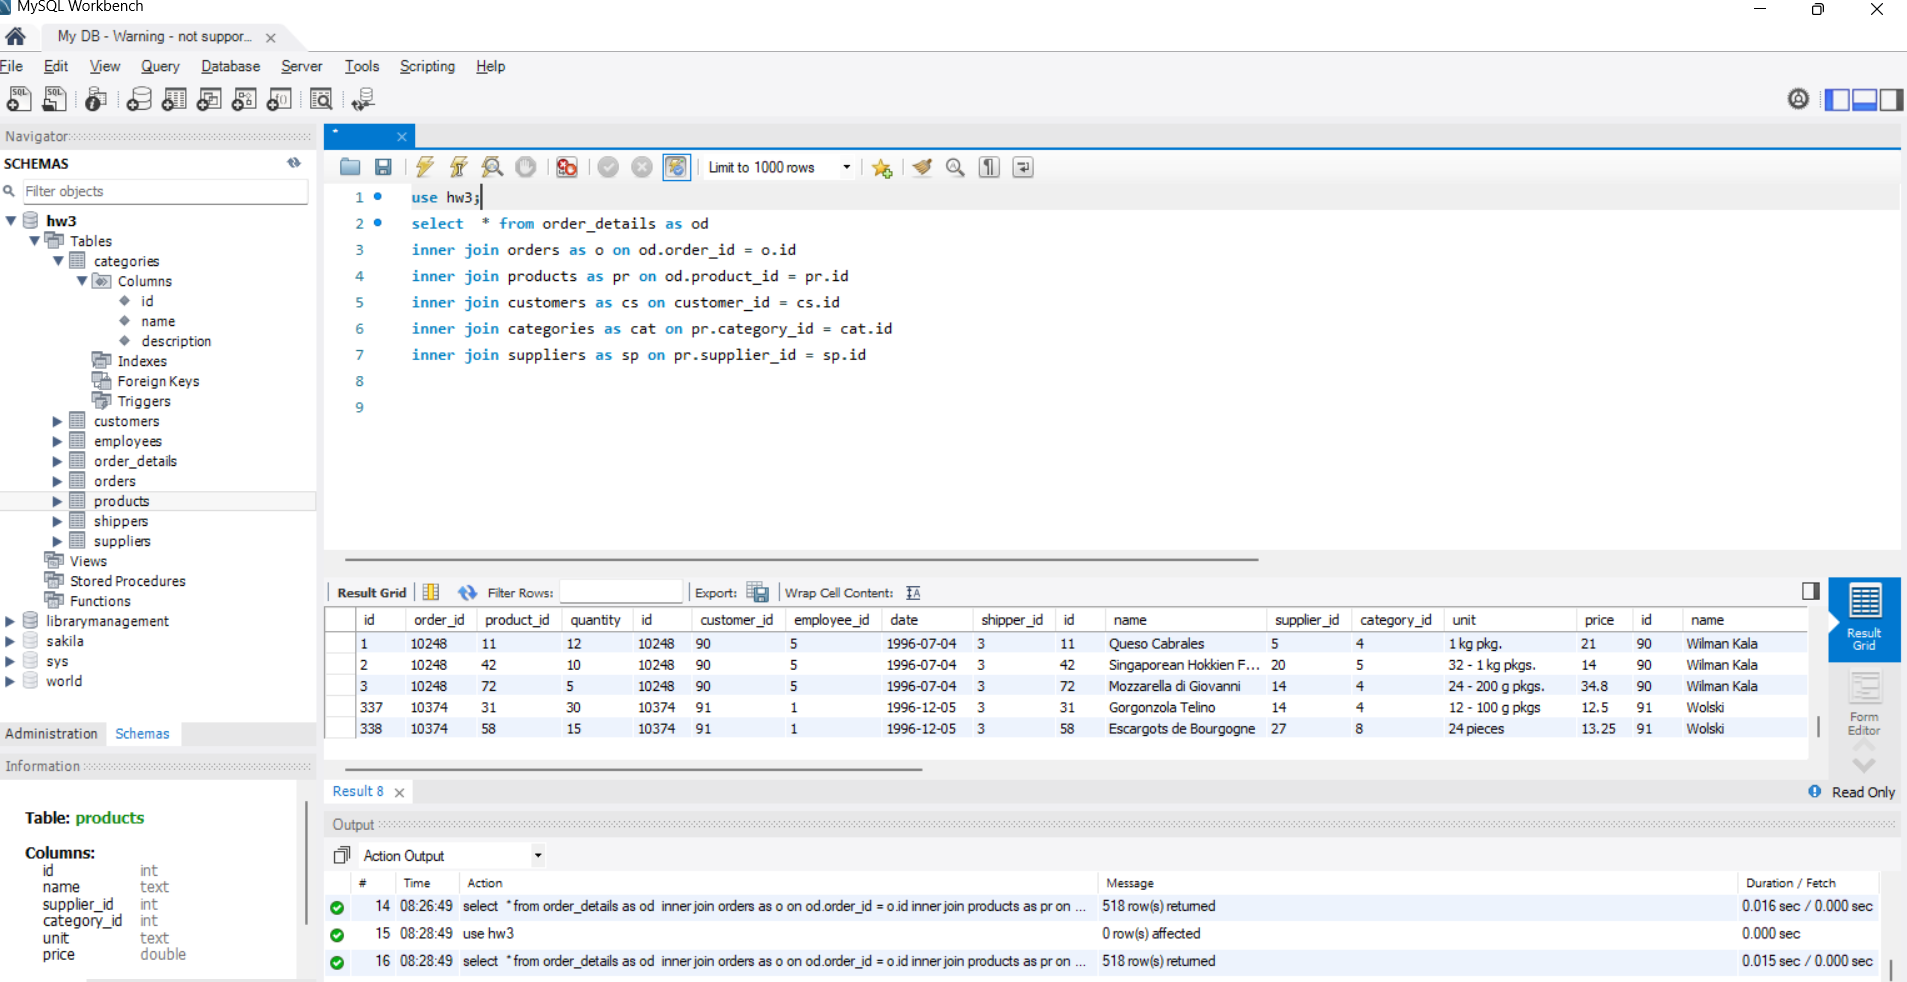 MySQL Workbench
My DB - Warning - not suppor...
File Edit View Query Database Server Tools Scripting Help
Navigator
SCHEMAS
Filter objects
hw3
Tables
categories
Columns
id
name
description
Indexes
Foreign Keys
Triggers
customers
employees
order_details
orders
products
shippers
suppliers
Views
Stored Procedures
Functions
librarymanagement
sakila
sys
world
Administration Schemas
Information
Table: products
Columns:
id int
name text
supplier_id int
category_id int
unit text
price double
*
Limit to 1000 rows
1 use hw3;
2 select * from order_details as od
3 inner join orders as o on od.order_id = o.id
4 inner join products as pr on od.product_id = pr.id
5 inner join customers as cs on customer_id = cs.id
6 inner join categories as cat on pr.category_id = cat.id
7 inner join suppliers as sp on pr.supplier_id = sp.id
8
9
Result Grid Filter Rows: Export: Wrap Cell Content:
id order_id product_id quantity id customer_id employee_id date shipper_id id name supplier_id category_id unit price id name
1 10248 11 12 10248 90 5 1996-07-04 3 11 Queso Cabrales 5 4 1 kg pkg. 21 90 Wilman Kala
2 10248 42 10 10248 90 5 1996-07-04 3 42 Singaporean Hokkien F... 20 5 32 - 1 kg pkgs. 14 90 Wilman Kala
3 10248 72 5 10248 90 5 1996-07-04 3 72 Mozzarella di Giovanni 14 4 24 - 200 g pkgs. 34.8 90 Wilman Kala
337 10374 31 30 10374 91 1 1996-12-05 3 31 Gorgonzola Telino 14 4 12 - 100 g pkgs 12.5 91 Wolski
338 10374 58 15 10374 91 1 1996-12-05 3 58 Escargots de Bourgogne 27 8 24 pieces 13.25 91 Wolski
Result Grid
Form Editor
Result 8
Read Only
Output
Action Output
# Time Action Message Duration / Fetch
14 08:26:49 select * from order_details as od inner join orders as o on od.order_id = o.id inner join products as pr on ... 518 row(s) returned 0.016 sec / 0.000 sec
15 08:28:49 use hw3 0 row(s) affected 0.000 sec
16 08:28:49 select * from order_details as od inner join orders as o on od.order_id = o.id inner join products as pr on ... 518 row(s) returned 0.015 sec / 0.000 sec